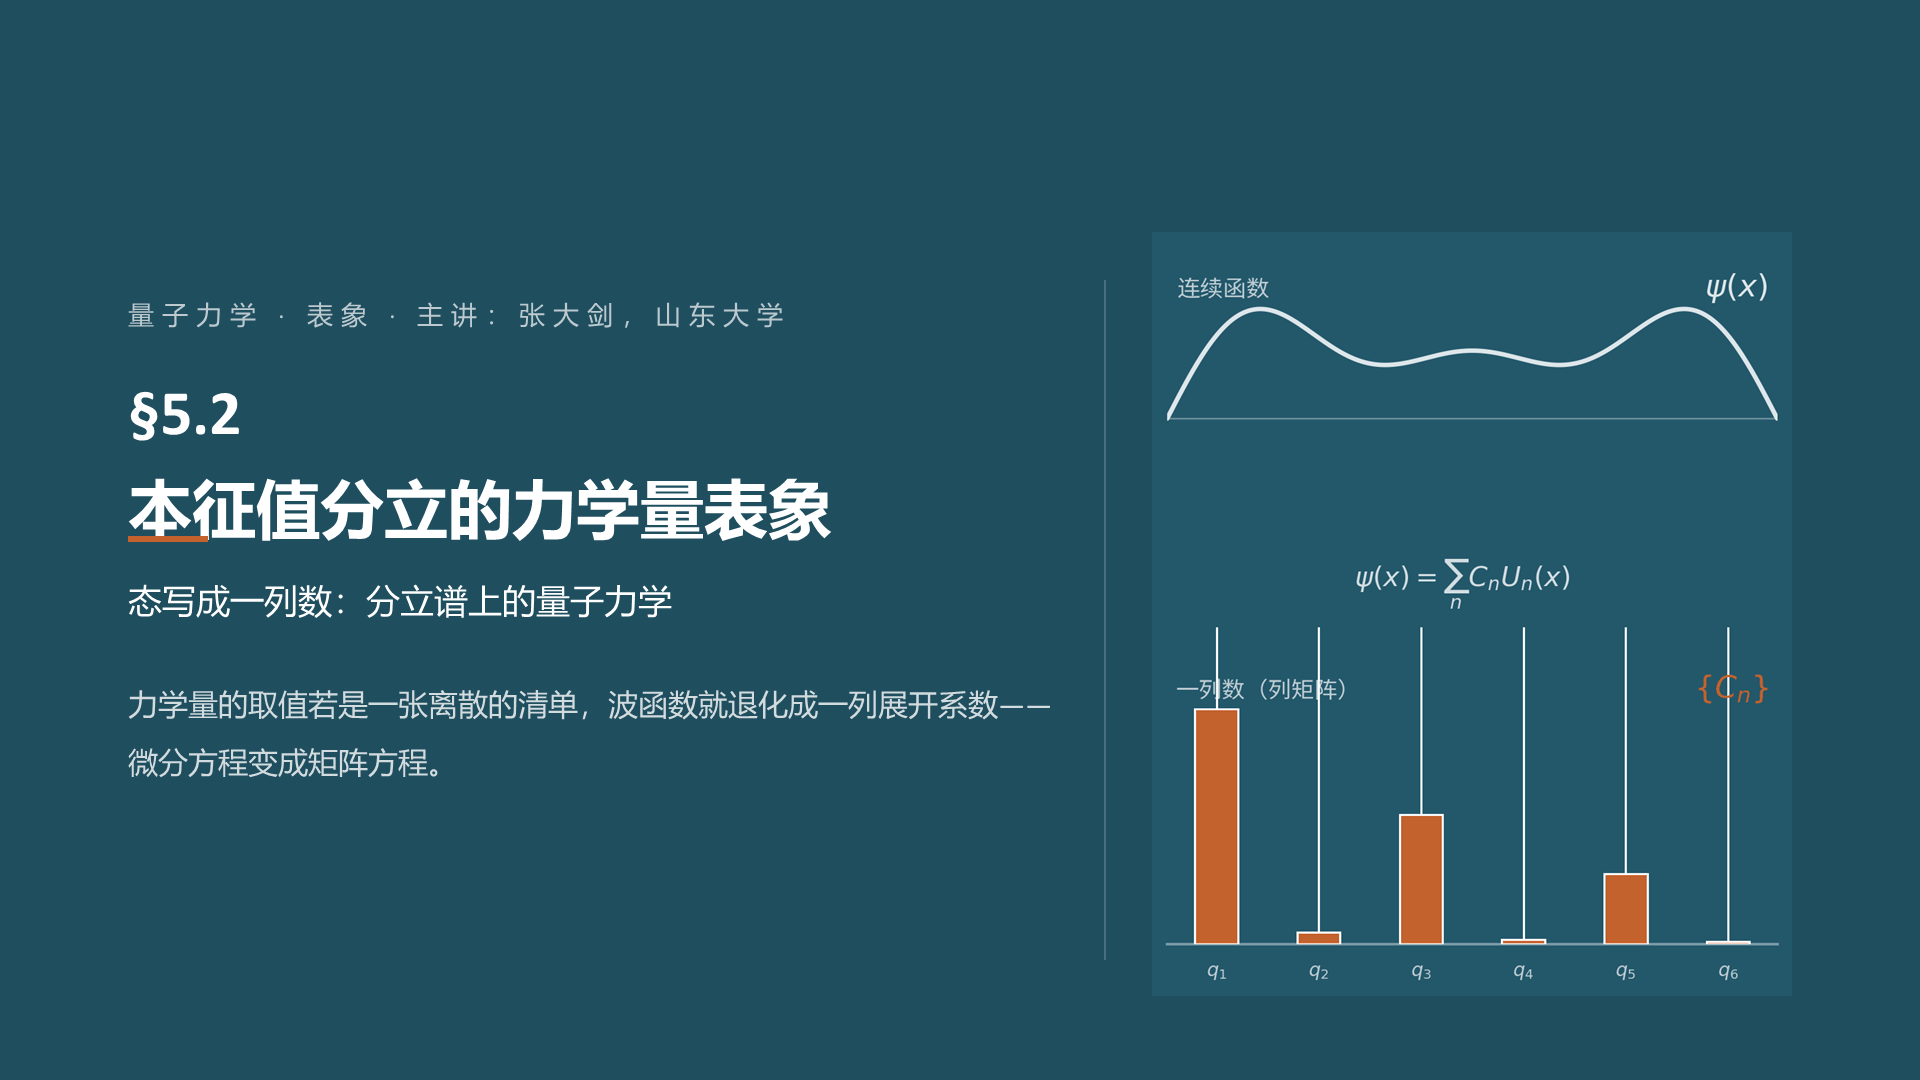 量子力学 · 表象 · 主讲：张大剑，山东大学
§5.2
本征值分立的力学量表象
态写成一列数：分立谱上的量子力学
力学量的取值若是一张离散的清单，波函数就退化成一列展开系数——
微分方程变成矩阵方程。
连续函数
ψ(x)
ψ(x) = ∑ₙ CₙUₙ(x)
一列数（列矩阵）
{Cₙ}
q₁ q₂ q₃ q₄ q₅ q₆